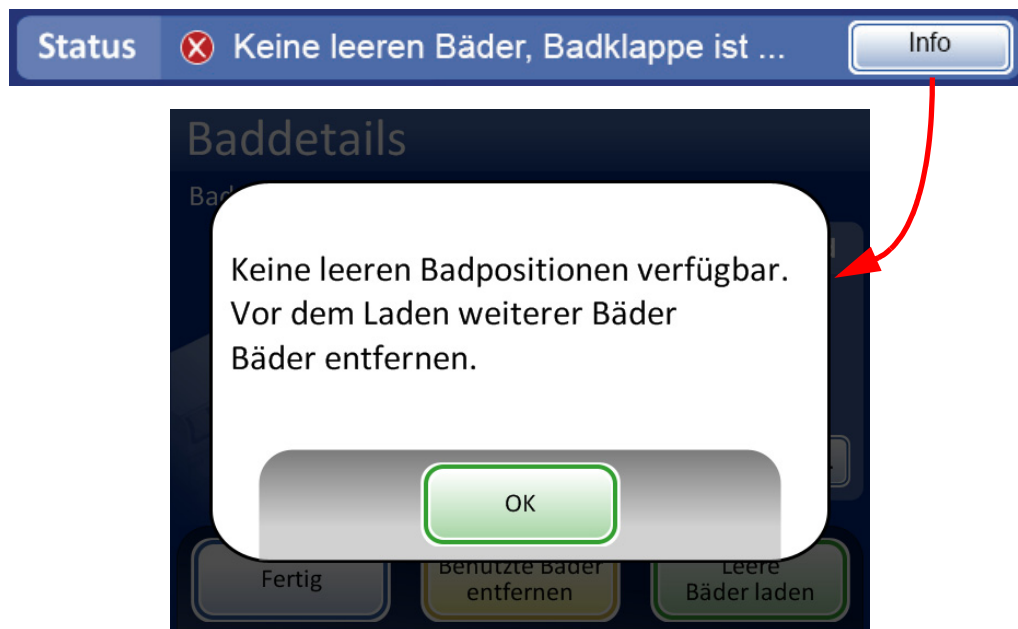 Status Keine leeren Bäder, Badklappe ist ... Info
Baddetails
Keine leeren Badpositionen verfügbar.
Vor dem Laden weiterer Bäder
Bäder entfernen.
OK
Fertig
Benutzte Bäder
entfernen
Leere
Bäder laden